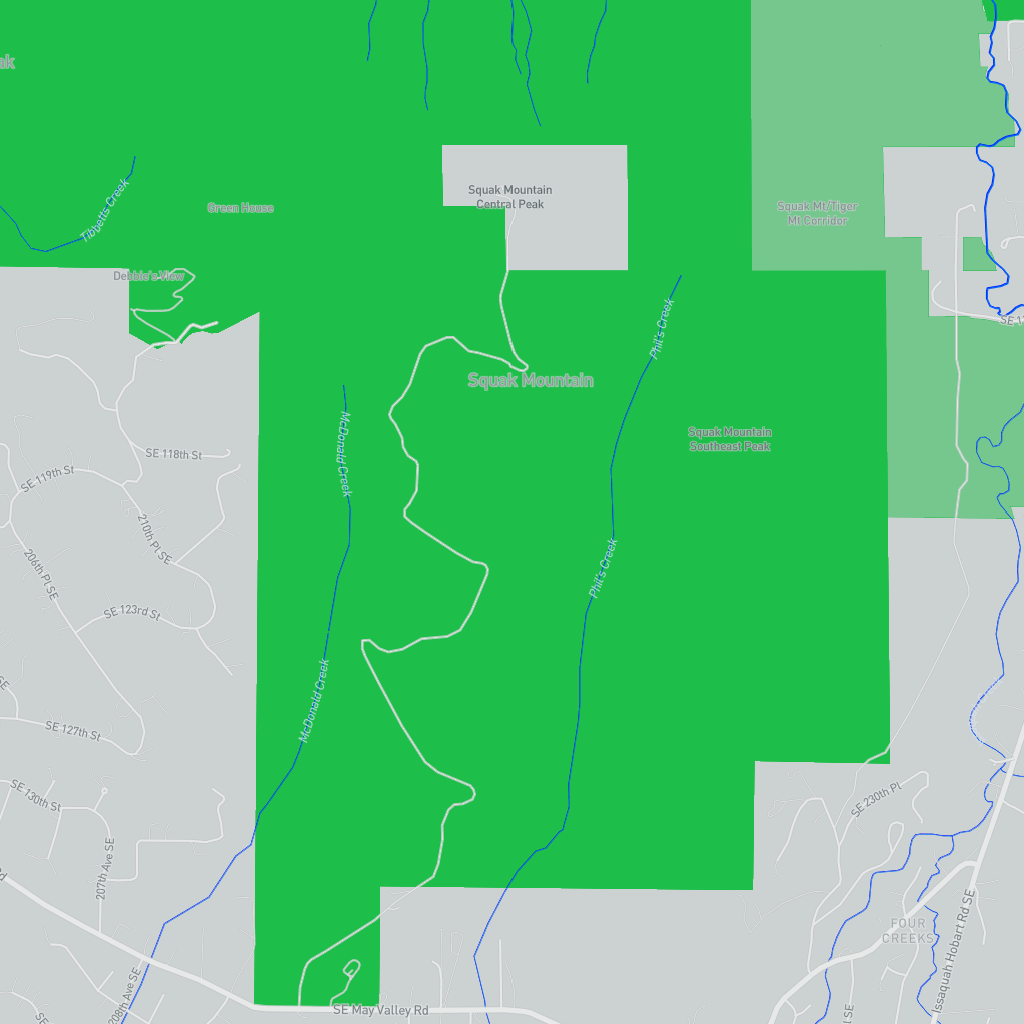 Squak Mountain
Central Peak
Tibbetts Creek
Green House
Squak Mt/Tiger
Mt Corridor
Debbie's View
Phil's Creek
Squak Mountain
McDonald Creek
Squak Mountain
Southeast Peak
SE 118th St
SE 119th St
210th Pl SE
206th Pl SE
Phil's Creek
SE 123rd St
McDonald Creek
SE
SE 127th St
SE 130th St
SE 230th Pl
207th Ave SE
FOUR
CREEKS
Issaquah Hobart Rd SE
208th Ave SE
SE May Valley Rd